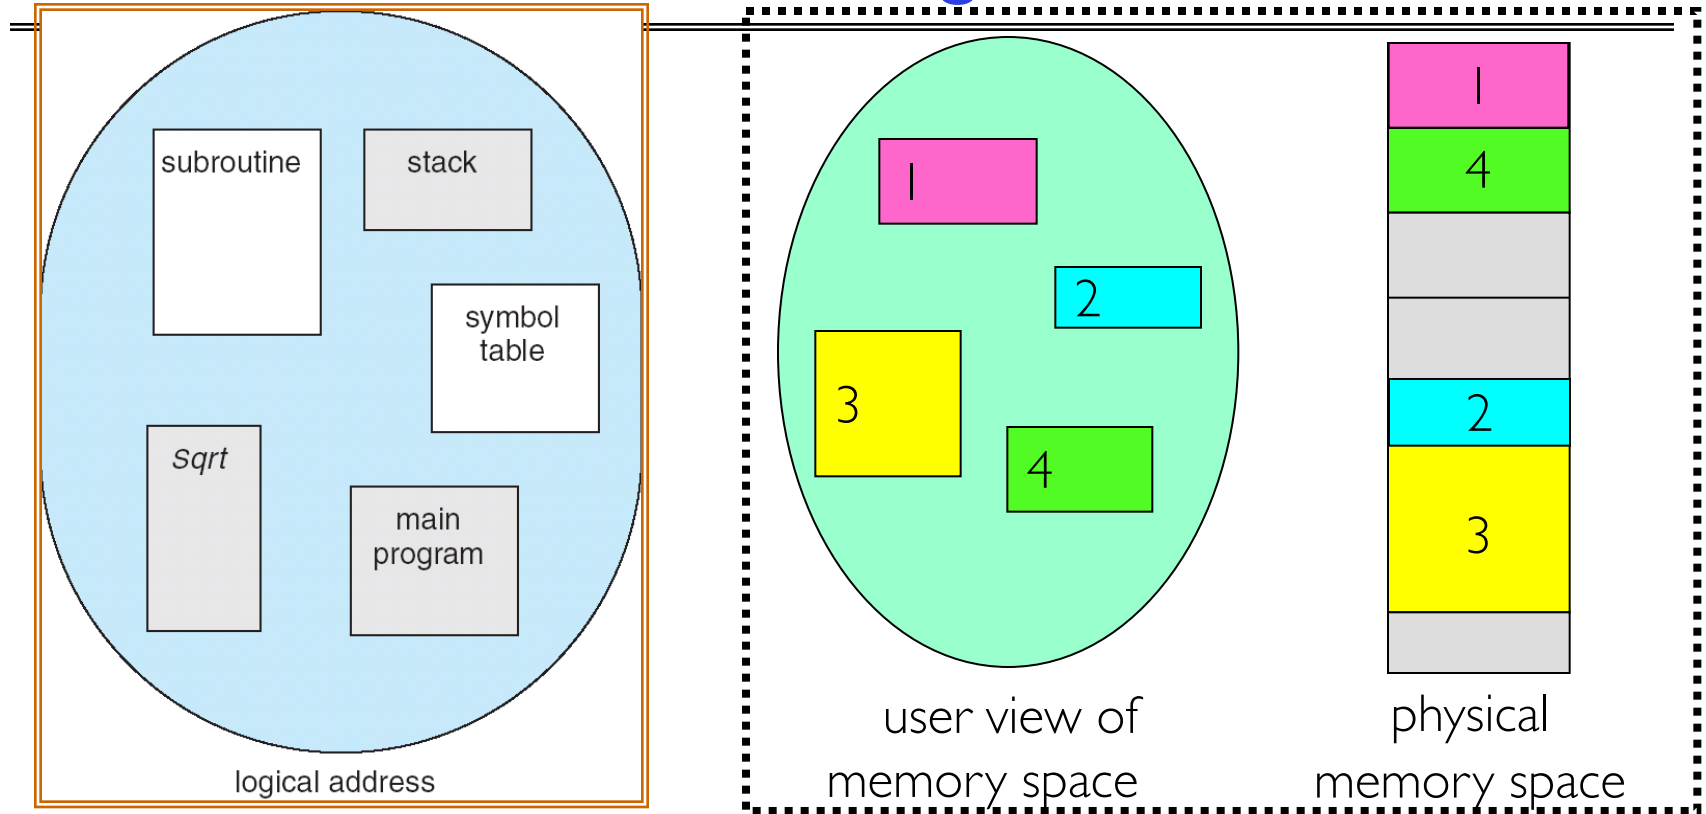 subroutine
stack
symbol
table
Sqrt
main
program
logical address
1
2
3
4
user view of
memory space
1
4
2
3
physical
memory space